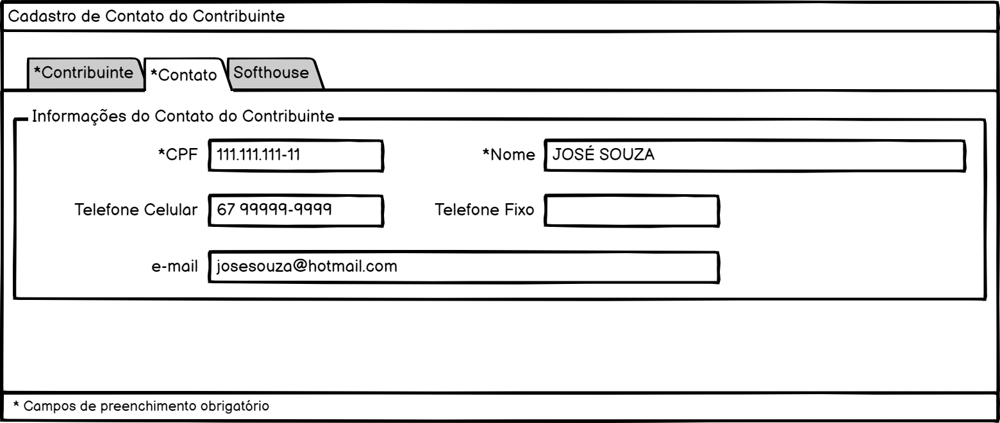 Cadastro de Contato do Contribuinte
*Contribuinte *Contato Softhouse
Informações do Contato do Contribuinte
*CPF 111.111.111-11 *Nome JOSÉ SOUZA
Telefone Celular 67 99999-9999 Telefone Fixo
e-mail josesouza@hotmail.com
* Campos de preenchimento obrigatório